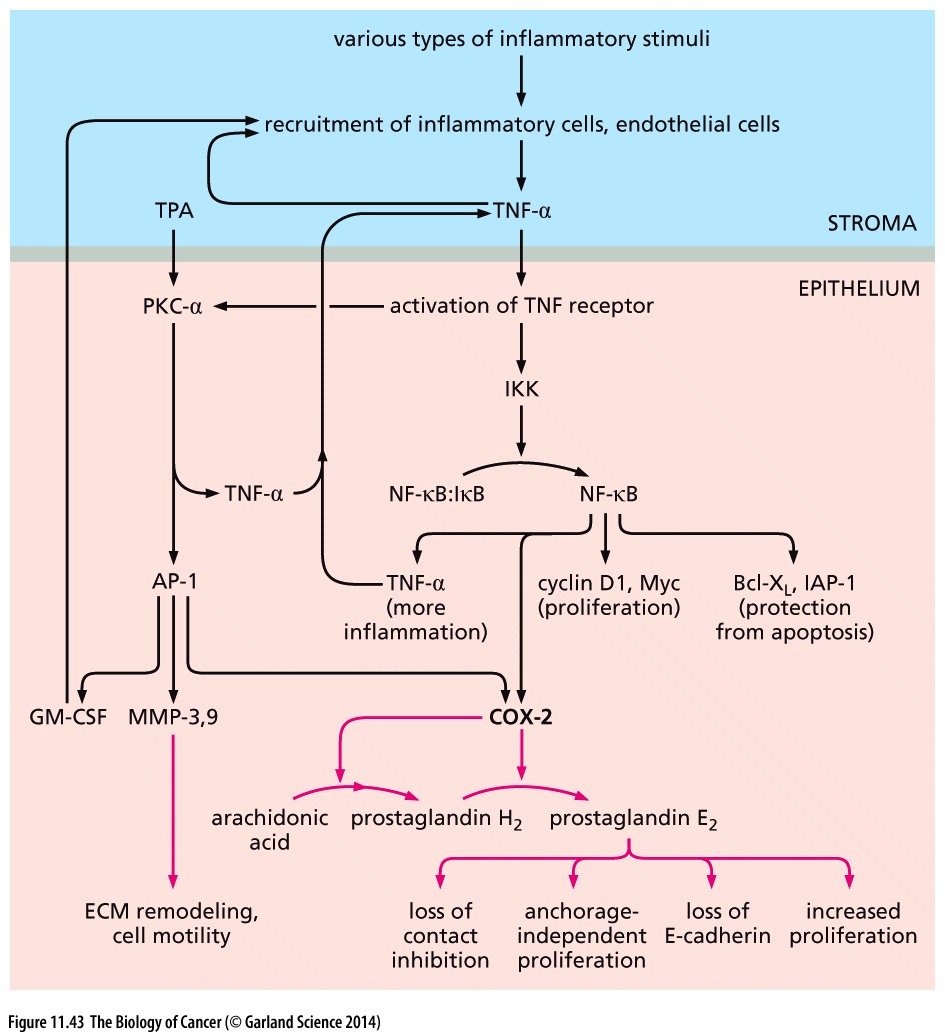 various types of inflammatory stimuli
recruitment of inflammatory cells, endothelial cells
TPA
TNF-α
STROMA
EPITHELIUM
PKC-α
activation of TNF receptor
IKK
TNF-α
NF-κB:IκB
NF-κB
AP-1
TNF-α
(more
inflammation)
cyclin D1, Myc
(proliferation)
Bcl-X_L, IAP-1
(protection
from apoptosis)
GM-CSF
MMP-3,9
COX-2
arachidonic
acid
prostaglandin H₂
prostaglandin E₂
ECM remodeling,
cell motility
loss of
contact
inhibition
anchorage-
independent
proliferation
loss of
E-cadherin
increased
proliferation
Figure 11.43 The Biology of Cancer (© Garland Science 2014)